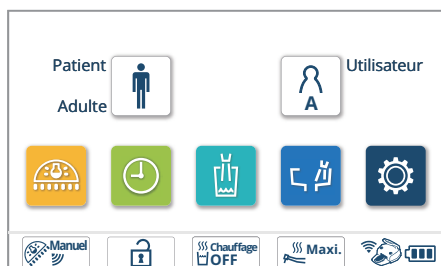 Patient
Utilisateur
Adulte
A
Manuel
Chauffage
OFF
Maxi.